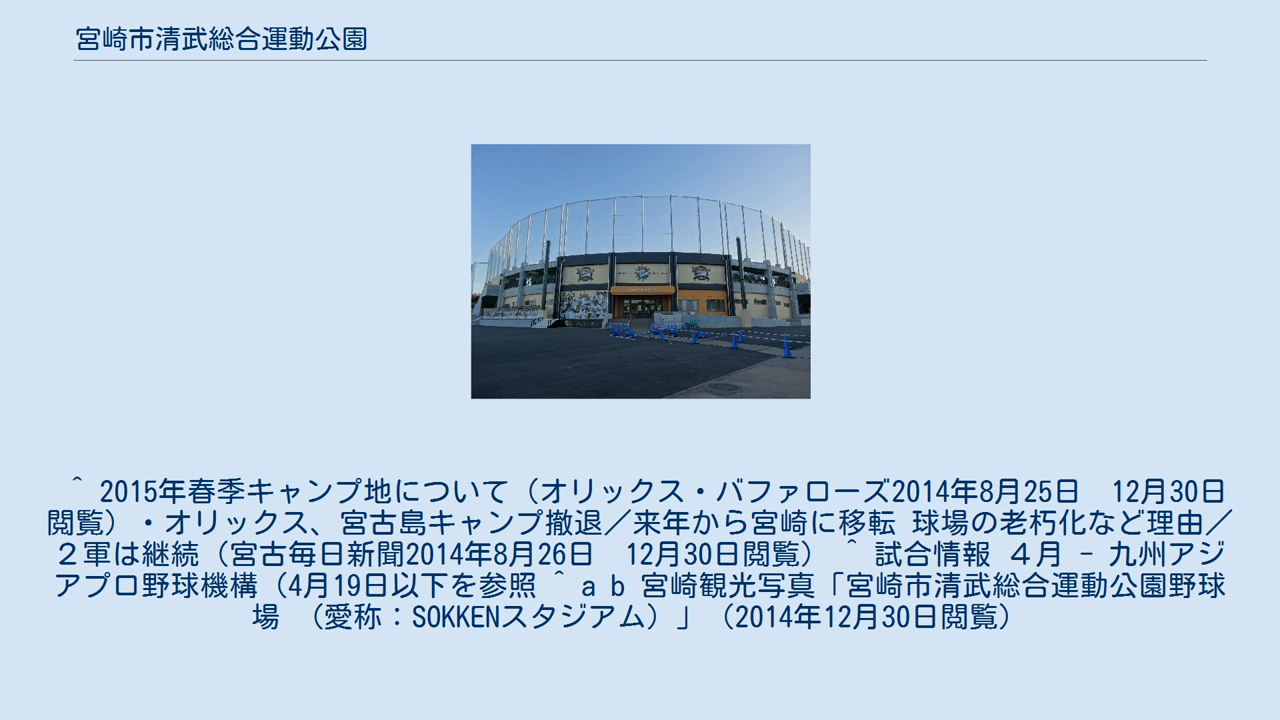 宮崎市清武総合運動公園
＾ 2015年春季キャンプ地について（オリックス・バファローズ2014年8月25日　12月30日
閲覧）・オリックス、宮古島キャンプ撤退／来年から宮崎に移転 球場の老朽化など理由／
２軍は継続（宮古毎日新聞2014年8月26日　12月30日閲覧） ＾ 試合情報 ４月 - 九州アジ
アプロ野球機構（4月19日以下を参照 ＾ a b 宮崎観光写真「宮崎市清武総合運動公園野球
場 （愛称：SOKKENスタジアム）」（2014年12月30日閲覧）